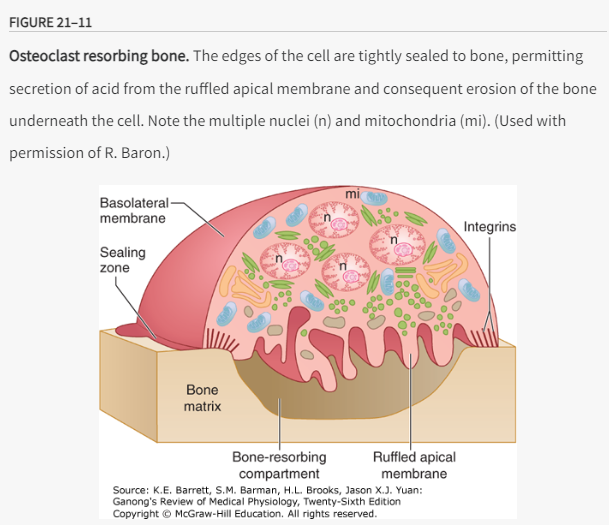 FIGURE 21–11
Osteoclast resorbing bone. The edges of the cell are tightly sealed to bone, permitting
secretion of acid from the ruffled apical membrane and consequent erosion of the bone
underneath the cell. Note the multiple nuclei (n) and mitochondria (mi). (Used with
permission of R. Baron.)
mi
Basolateral
membrane
n
Integrins
n
Sealing
zone
n
n
Bone
matrix
Bone-resorbing
compartment
Ruffled apical
membrane
Source: K.E. Barrett, S.M. Barman, H.L. Brooks, Jason X.J. Yuan:
Ganong's Review of Medical Physiology, Twenty-Sixth Edition
Copyright © McGraw-Hill Education. All rights reserved.